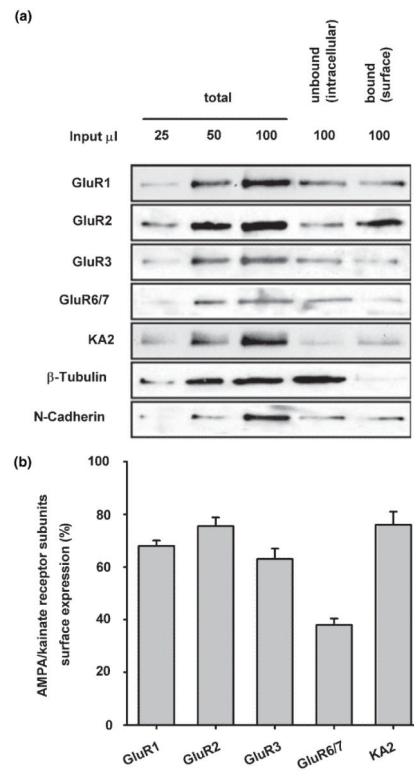 (a)
total
unbound
(intracellular)
bound
(surface)
Input μl 25 50 100 100 100
GluR1
GluR2
GluR3
GluR6/7
KA2
β-Tubulin
N-Cadherin
(b)
AMPA/kainate receptor subunits
surface expression (%)
100
80
60
40
20
0
GluR1 GluR2 GluR3 GluR6/7 KA2